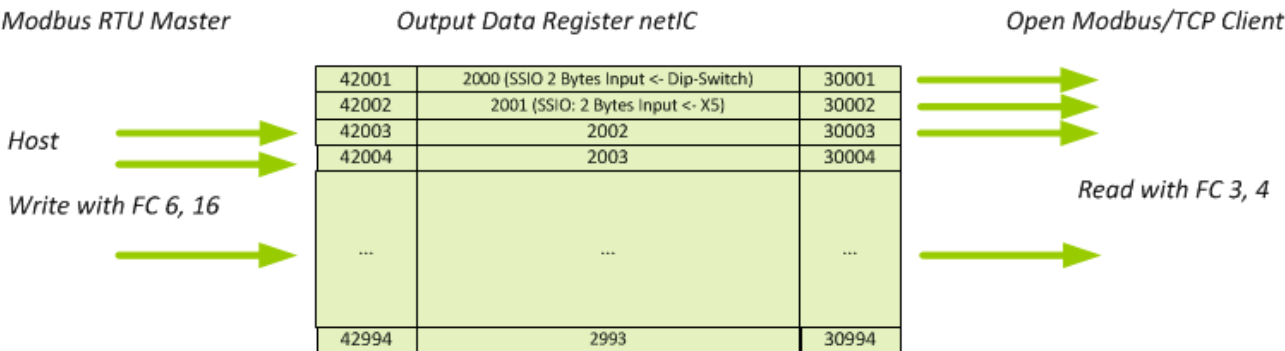 Modbus RTU Master Output Data Register netIC Open Modbus/TCP Client
42001 2000 (SSIO 2 Bytes Input <- Dip-Switch) 30001
42002 2001 (SSIO: 2 Bytes Input <- X5) 30002
42003 2002 30003
Host
42004 2003 30004
Write with FC 6, 16
Read with FC 3, 4
... ... ...
42994 2993 30994